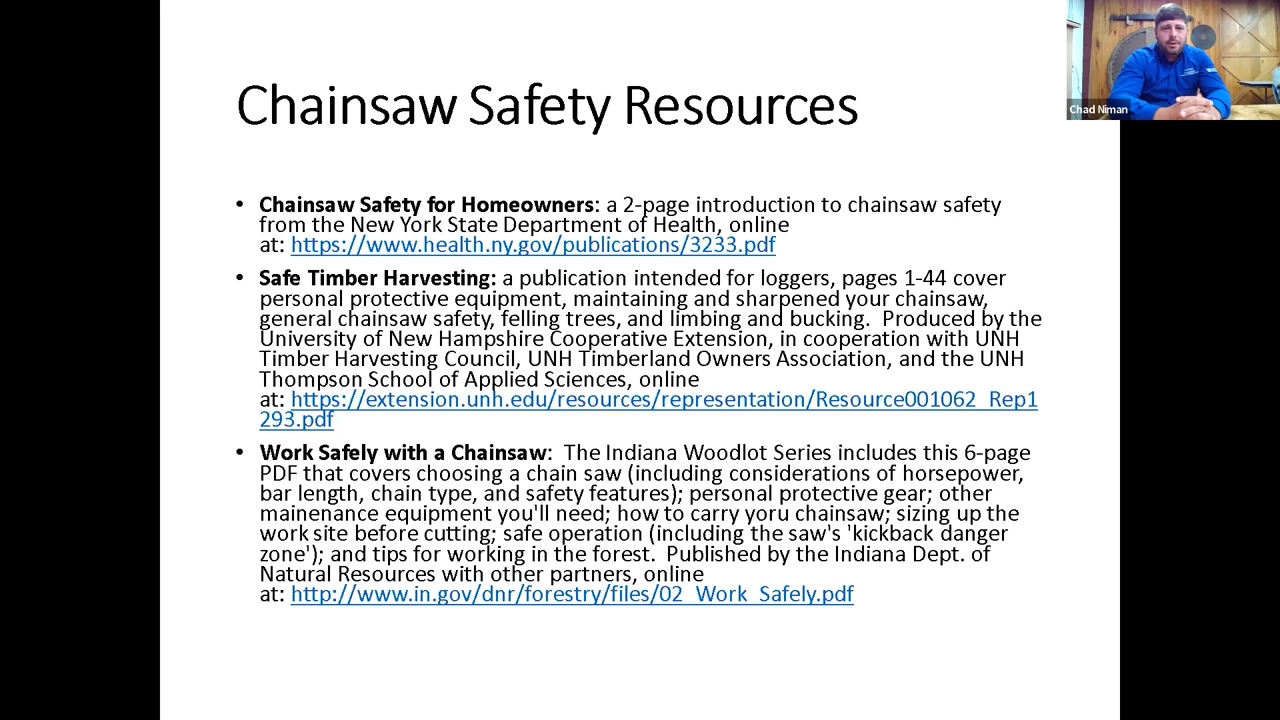 Chainsaw Safety Resources
Chad Niman
• Chainsaw Safety for Homeowners: a 2-page introduction to chainsaw safety
from the New York State Department of Health, online
at: https://www.health.ny.gov/publications/3233.pdf
• Safe Timber Harvesting: a publication intended for loggers, pages 1-44 cover
personal protective equipment, maintaining and sharpened your chainsaw,
general chainsaw safety, felling trees, and limbing and bucking.  Produced by the
University of New Hampshire Cooperative Extension, in cooperation with UNH
Timber Harvesting Council, UNH Timberland Owners Association, and the UNH
Thompson School of Applied Sciences, online
at: https://extension.unh.edu/resources/representation/Resource001062_Rep1
293.pdf
• Work Safely with a Chainsaw:  The Indiana Woodlot Series includes this 6-page
PDF that covers choosing a chain saw (including considerations of horsepower,
bar length, chain type, and safety features); personal protective gear; other
mainenance equipment you'll need; how to carry yoru chainsaw; sizing up the
work site before cutting; safe operation (including the saw's 'kickback danger
zone'); and tips for working in the forest.  Published by the Indiana Dept. of
Natural Resources with other partners, online
at: http://www.in.gov/dnr/forestry/files/02_Work_Safely.pdf